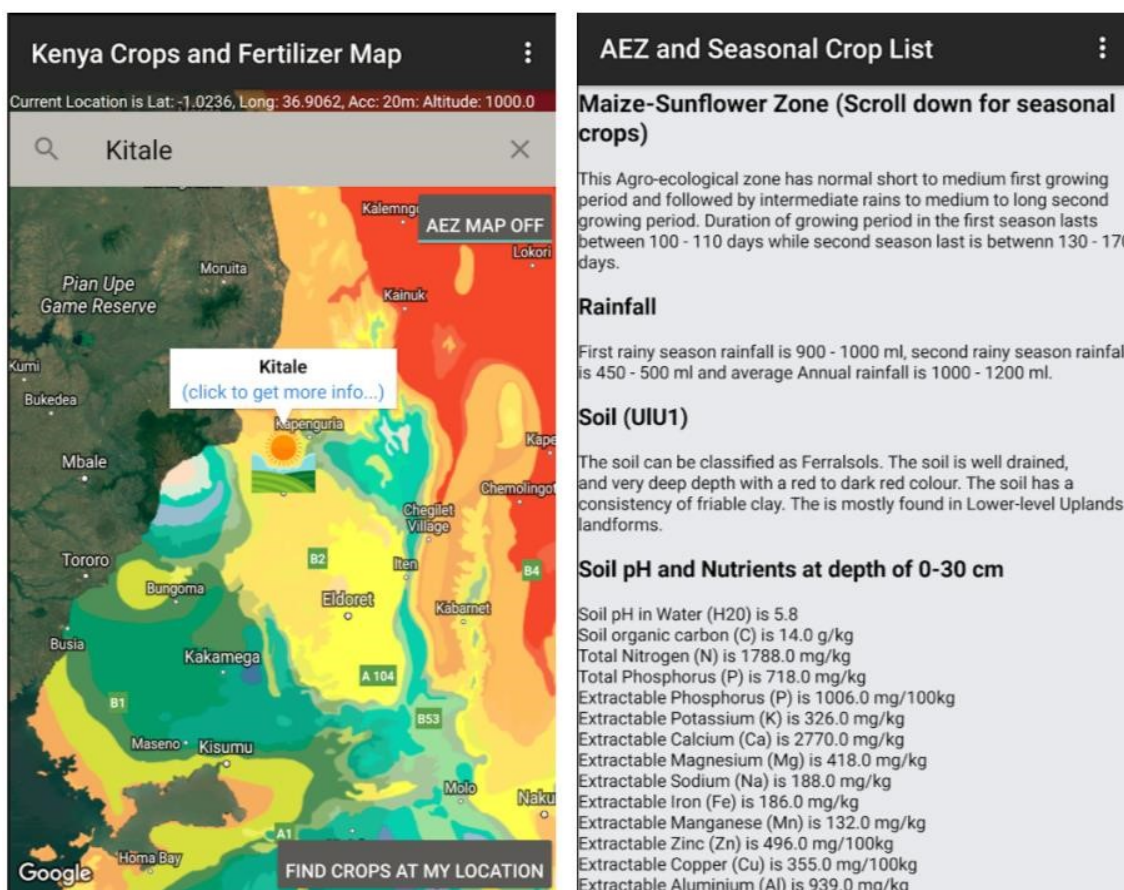 Kenya Crops and Fertilizer Map
Current Location is Lat: -1.0236, Long: 36.9062, Acc: 20m: Altitude: 1000.0
Kitale
AEZ MAP OFF
Kalemng
Lokori
Moruita
Pian Upe
Game Reserve
Kainuk
Kitale
(click to get more info...)
Kumi
Bukedea
Kapenguria
Kape
Mbale
Chemolingot
Chegilet
Village
Tororo
B2
Iten
B4
Bungoma
Eldoret
Kabarnet
Busia
Kakamega
A 104
B1
B53
Maseno
Kisumu
Molo
Naku
A1
Homa Bay
Google
FIND CROPS AT MY LOCATION
AEZ and Seasonal Crop List
Maize-Sunflower Zone (Scroll down for seasonal
crops)
This Agro-ecological zone has normal short to medium first growing
period and followed by intermediate rains to medium to long second
growing period. Duration of growing period in the first season lasts
between 100 - 110 days while second season last is betwenn 130 - 170
days.
Rainfall
First rainy season rainfall is 900 - 1000 ml, second rainy season rainfal
is 450 - 500 ml and average Annual rainfall is 1000 - 1200 ml.
Soil (UlU1)
The soil can be classified as Ferralsols. The soil is well drained,
and very deep depth with a red to dark red colour. The soil has a
consistency of friable clay. The is mostly found in Lower-level Uplands
landforms.
Soil pH and Nutrients at depth of 0-30 cm
Soil pH in Water (H20) is 5.8
Soil organic carbon (C) is 14.0 g/kg
Total Nitrogen (N) is 1788.0 mg/kg
Total Phosphorus (P) is 718.0 mg/kg
Extractable Phosphorus (P) is 1006.0 mg/100kg
Extractable Potassium (K) is 326.0 mg/kg
Extractable Calcium (Ca) is 2770.0 mg/kg
Extractable Magnesium (Mg) is 418.0 mg/kg
Extractable Sodium (Na) is 188.0 mg/kg
Extractable Iron (Fe) is 186.0 mg/kg
Extractable Manganese (Mn) is 132.0 mg/kg
Extractable Zinc (Zn) is 496.0 mg/100kg
Extractable Copper (Cu) is 355.0 mg/100kg
Extractable Aluminium (Al) is 939.0 mg/kg